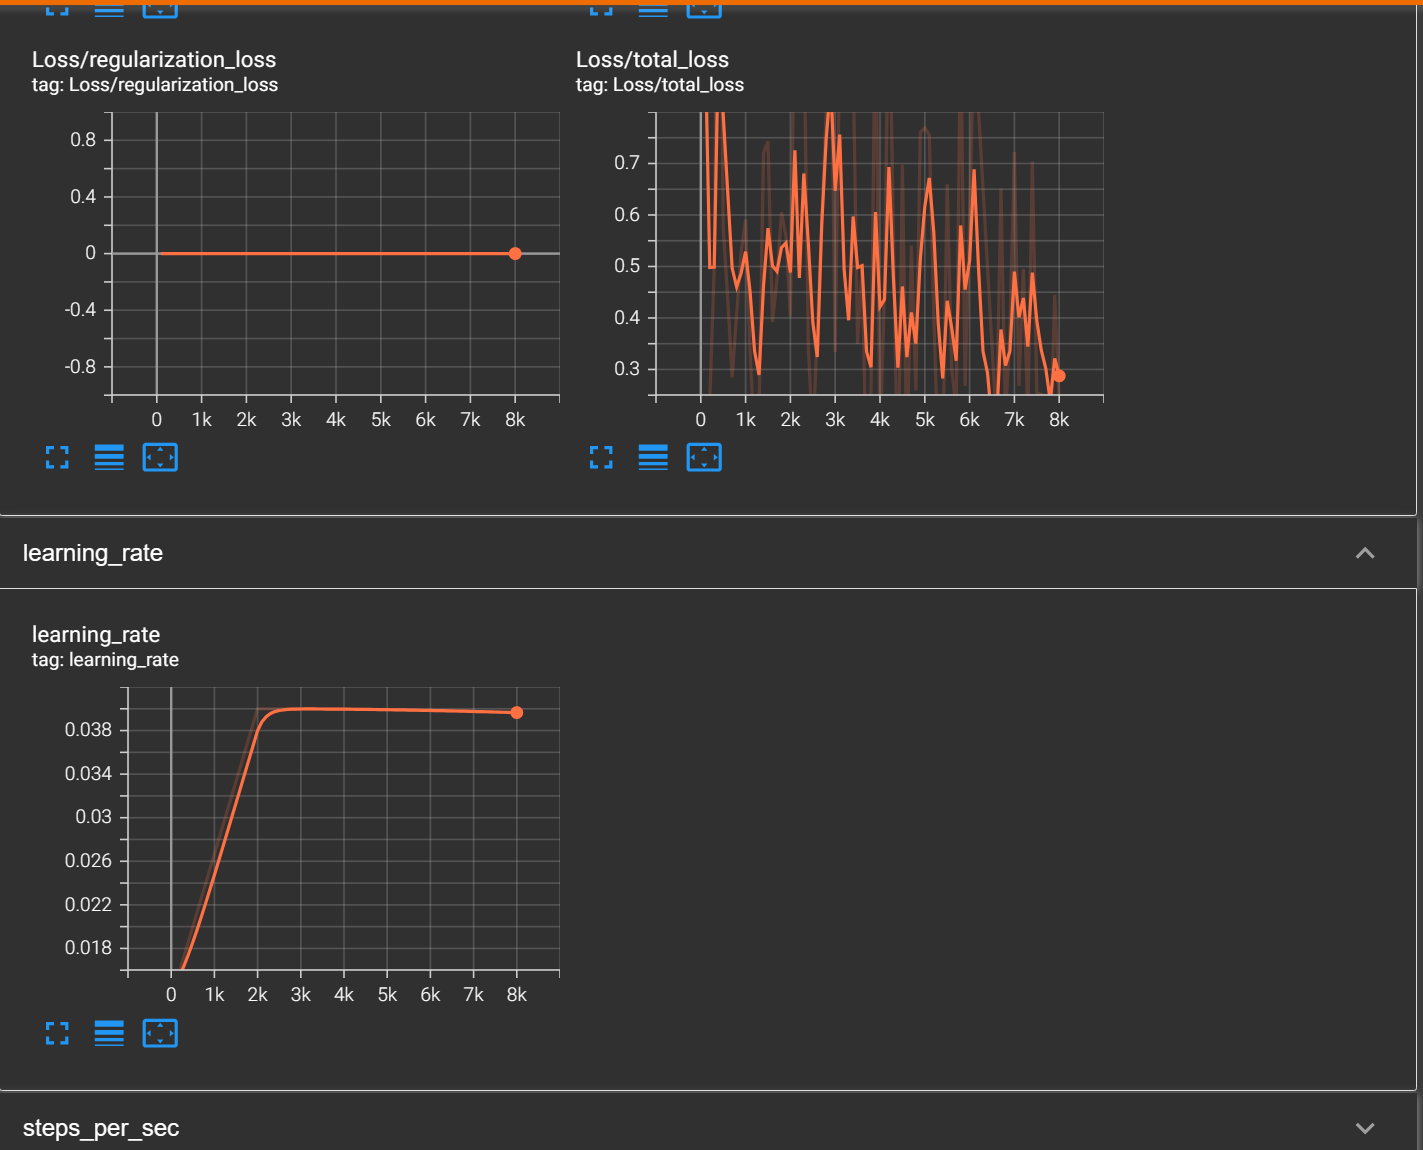 Loss/regularization_loss
tag: Loss/regularization_loss
0.8
0.4
0
-0.4
-0.8
0 1k 2k 3k 4k 5k 6k 7k 8k
Loss/total_loss
tag: Loss/total_loss
0.7
0.6
0.5
0.4
0.3
0 1k 2k 3k 4k 5k 6k 7k 8k
learning_rate
learning_rate
tag: learning_rate
0.038
0.034
0.03
0.026
0.022
0.018
0 1k 2k 3k 4k 5k 6k 7k 8k
steps_per_sec